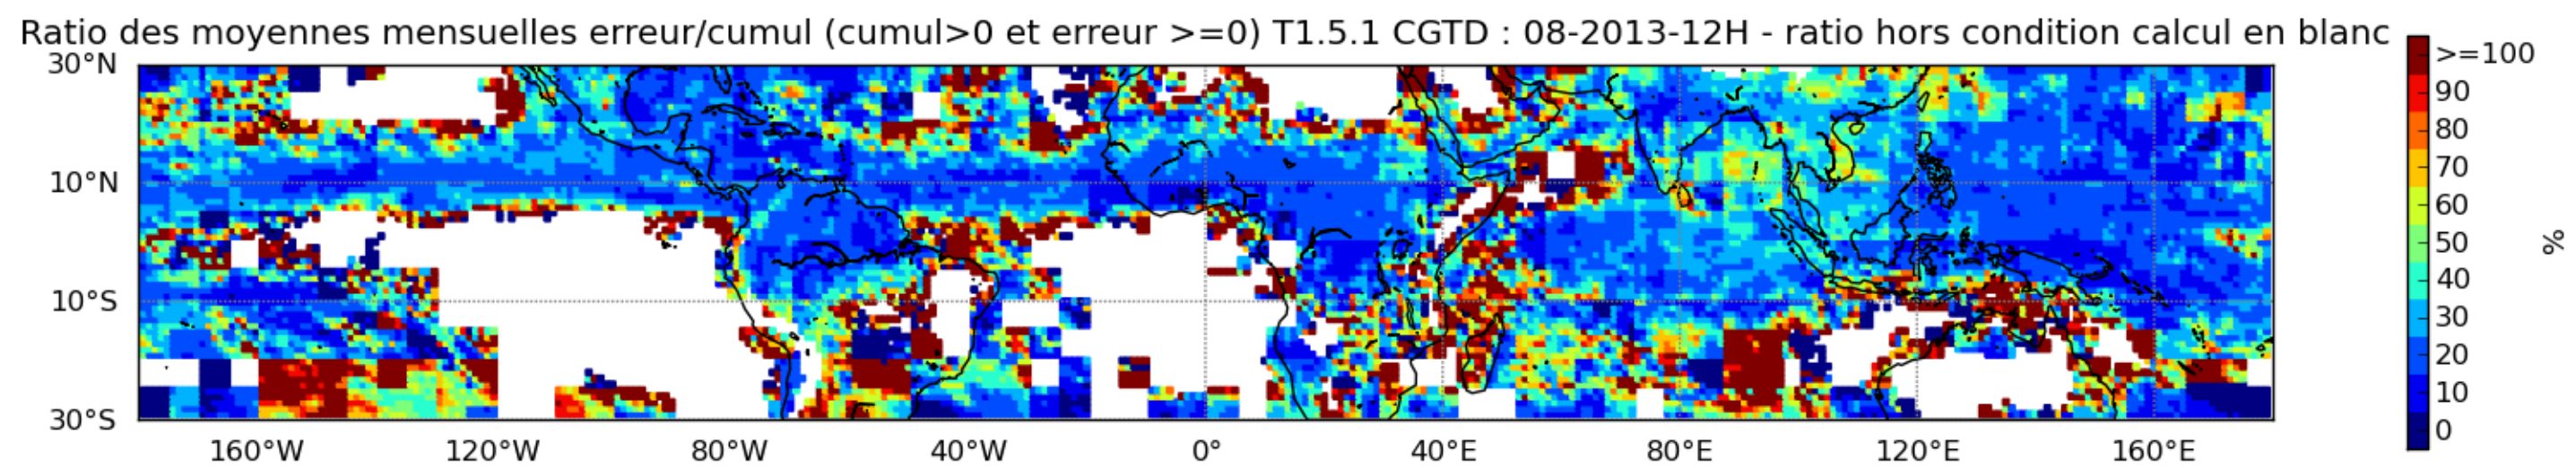 Ratio des moyennes mensuelles erreur/cumul (cumul>0 et erreur >=0) T1.5.1 CGTD : 08-2013-12H - ratio hors condition calcul en blanc
30°N
10°N
10°S
30°S
160°W 120°W 80°W 40°W 0° 40°E 80°E 120°E 160°E
>=100
90
80
70
60
50
40
30
20
10
0
%